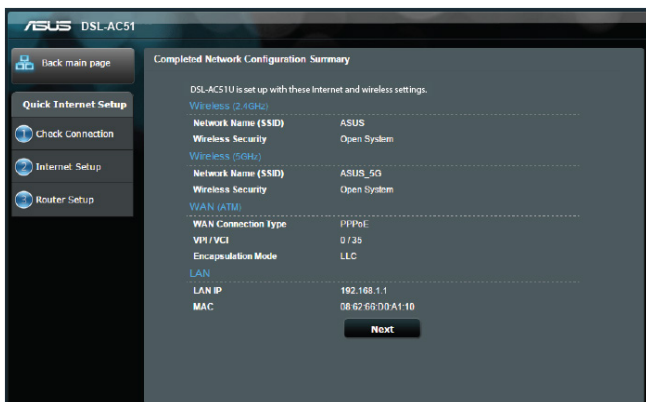 ASUS DSL-AC51
Back main page
Quick Internet Setup
1 Check Connection
2 Internet Setup
3 Router Setup
Completed Network Configuration Summary
DSL-AC51U is set up with these Internet and wireless settings.
Wireless (2.4GHz)
Network Name (SSID) ASUS
Wireless Security Open System
Wireless (5GHz)
Network Name (SSID) ASUS_5G
Wireless Security Open System
WAN (ATM)
WAN Connection Type PPPoE
VPI / VCI 0 / 35
Encapsulation Mode LLC
LAN
LAN IP 192.168.1.1
MAC 08:62:66:D0:A1:10
Next